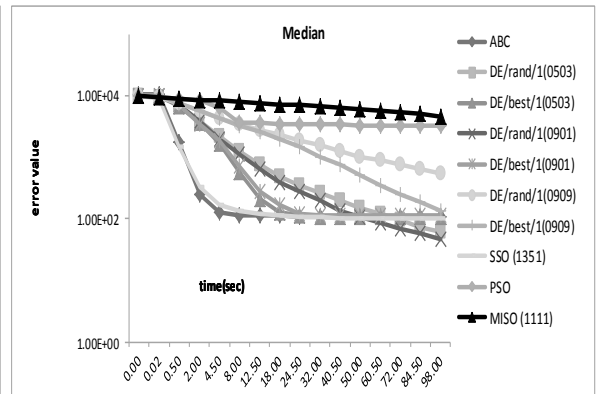 Median
1.00E+04
1.00E+02
1.00E+00
error value
time(sec)
0.00
0.02
0.50
2.00
4.50
8.00
12.50
18.00
24.50
32.00
40.50
50.00
60.50
72.00
84.50
98.00
ABC
DE/rand/1(0503)
DE/best/1(0503)
DE/rand/1(0901)
DE/best/1(0901)
DE/rand/1(0909)
DE/best/1(0909)
SSO (1351)
PSO
MISO (1111)